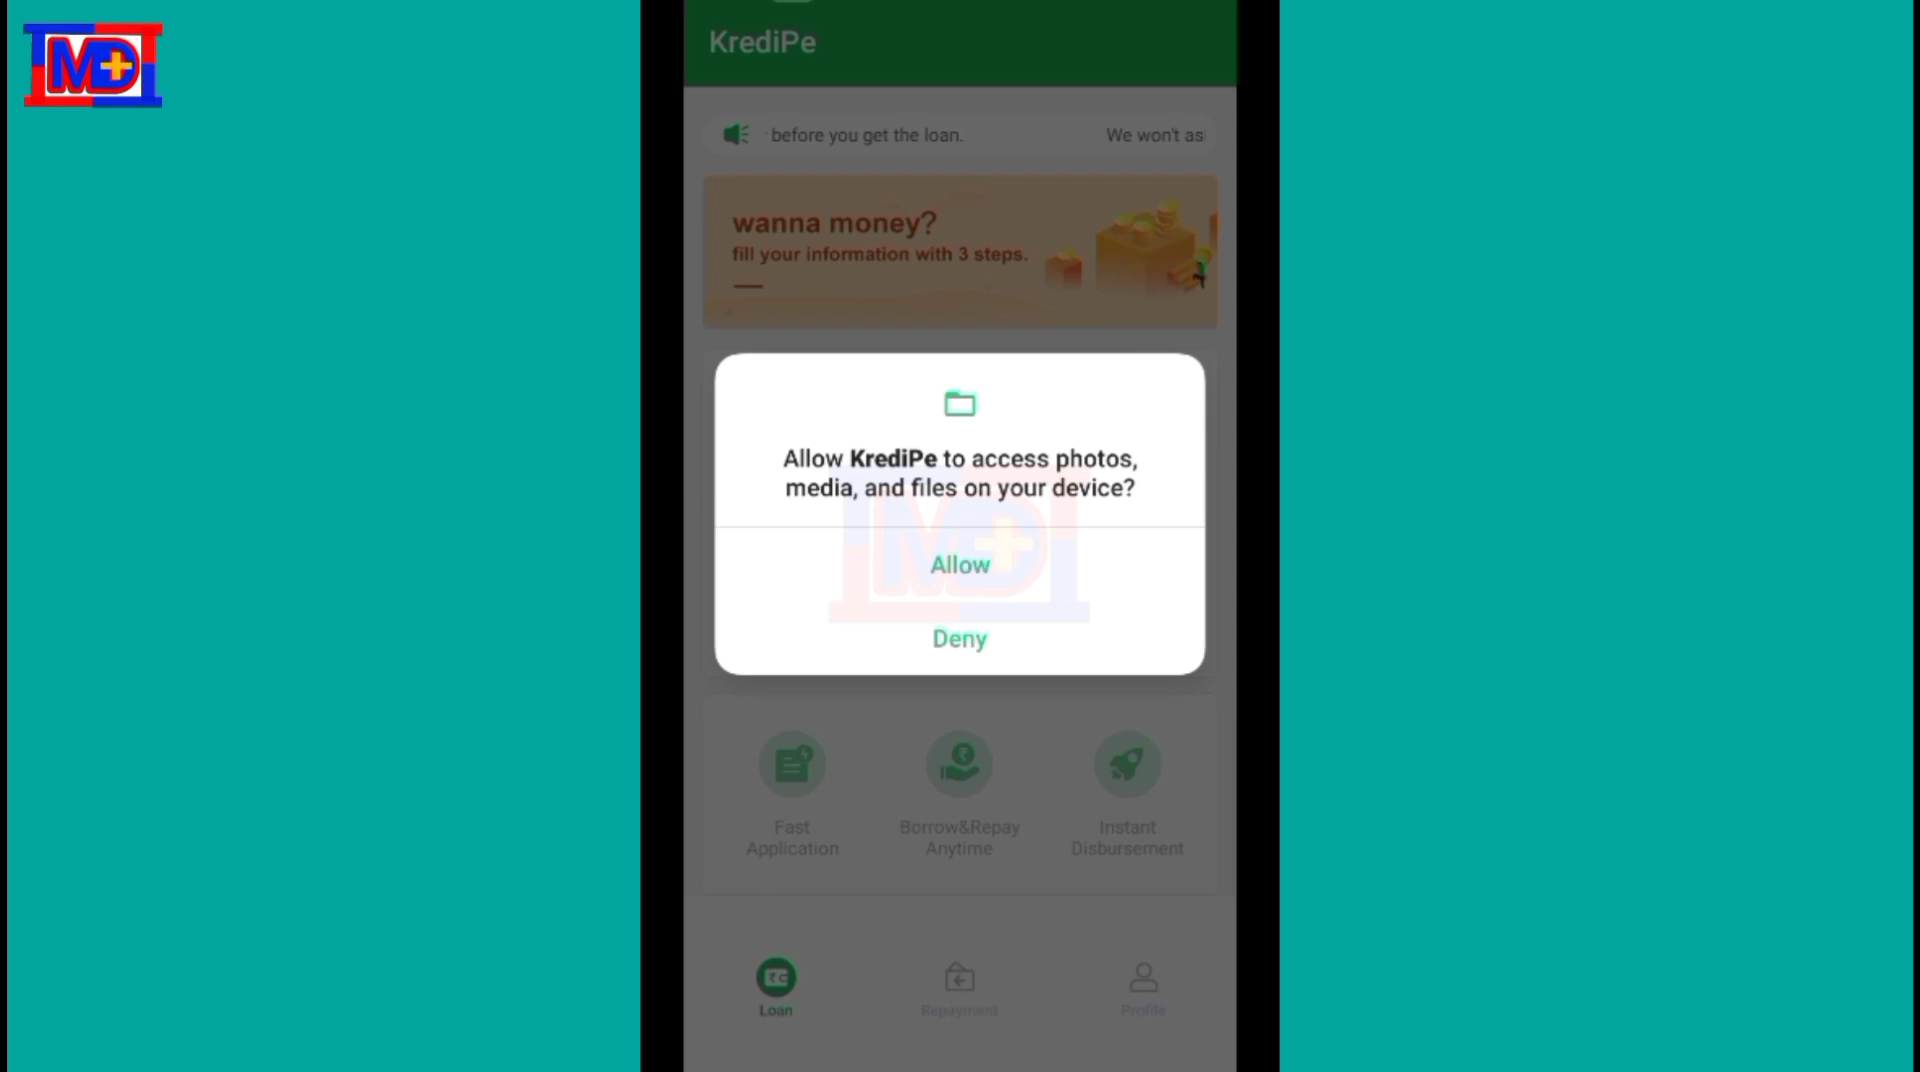 MD+
KrediPe
before you get the loan. We won't as
wanna money?
fill your information with 3 steps.
Allow KrediPe to access photos,
media, and files on your device?
MD+
Allow
Deny
Fast
Application
Borrow&Repay
Anytime
Instant
Disbursement
Loan
Repayment
Profile